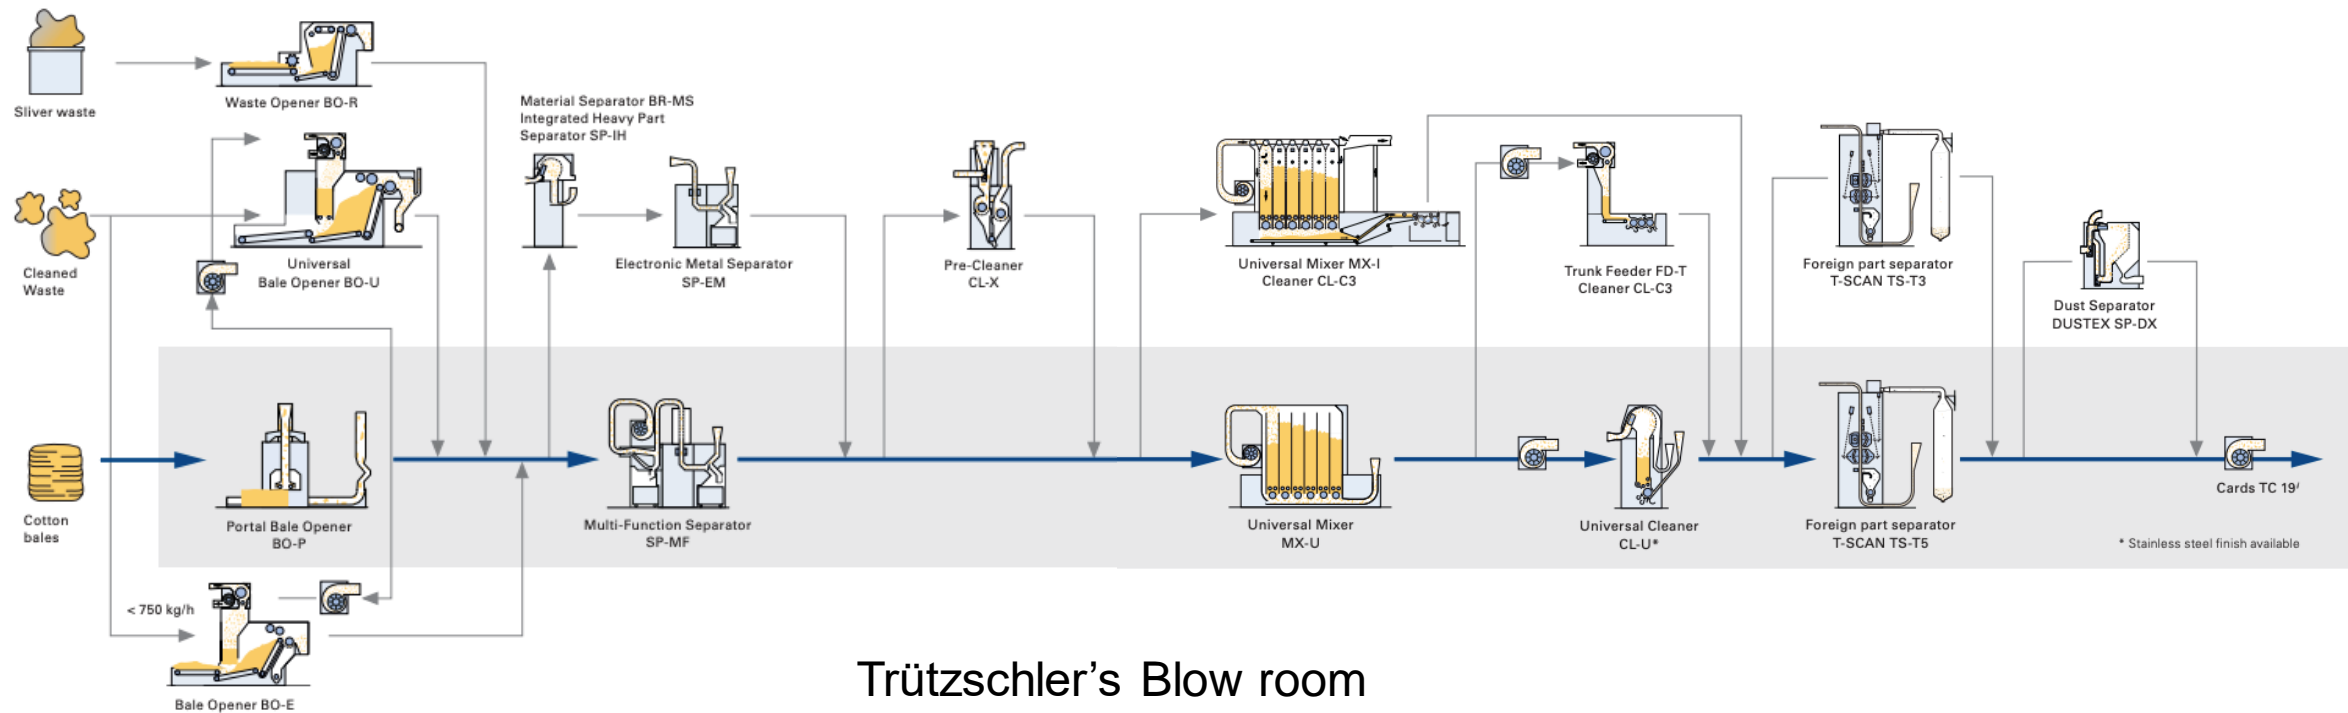 Sliver waste
Waste Opener BO-R
Material Separator BR-MS
Integrated Heavy Part
Separator SP-IH
Cleaned
Waste
Universal
Bale Opener BO-U
Electronic Metal Separator
SP-EM
Pre-Cleaner
CL-X
Universal Mixer MX-I
Cleaner CL-C3
Trunk Feeder FD-T
Cleaner CL-C3
Foreign part separator
T-SCAN TS-T3
Dust Separator
DUSTEX SP-DX
Cotton
bales
Portal Bale Opener
BO-P
Multi-Function Separator
SP-MF
Universal Mixer
MX-U
Universal Cleaner
CL-U*
Foreign part separator
T-SCAN TS-T5
Cards TC 19
* Stainless steel finish available
< 750 kg/h
Bale Opener BO-E
Trützschler’s Blow room